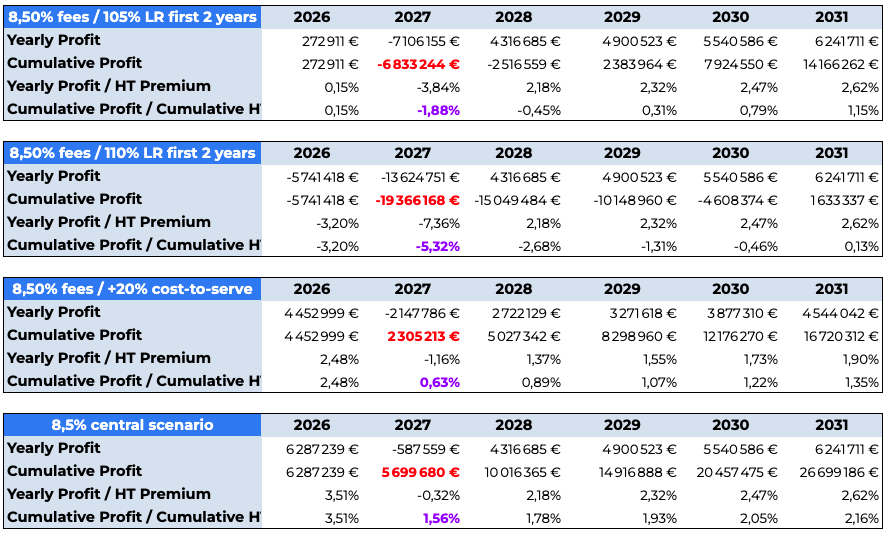 8,50% fees / 105% LR first 2 years 2026 2027 2028 2029 2030 2031
Yearly Profit 272 911 € -7 106 155 € 4 316 685 € 4 900 523 € 5 540 586 € 6 241 711 €
Cumulative Profit 272 911 € -6 833 244 € -2 516 559 € 2 383 964 € 7 924 550 € 14 166 262 €
Yearly Profit / HT Premium 0,15% -3,84% 2,18% 2,32% 2,47% 2,62%
Cumulative Profit / Cumulative H 0,15% -1,88% -0,45% 0,31% 0,79% 1,15%
8,50% fees / 110% LR first 2 years 2026 2027 2028 2029 2030 2031
Yearly Profit -5 741 418 € -13 624 751 € 4 316 685 € 4 900 523 € 5 540 586 € 6 241 711 €
Cumulative Profit -5 741 418 € -19 366 168 € -15 049 484 € -10 148 960 € -4 608 374 € 1 633 337 €
Yearly Profit / HT Premium -3,20% -7,36% 2,18% 2,32% 2,47% 2,62%
Cumulative Profit / Cumulative H -3,20% -5,32% -2,68% -1,31% -0,46% 0,13%
8,50% fees / +20% cost-to-serve 2026 2027 2028 2029 2030 2031
Yearly Profit 4 452 999 € -2 147 786 € 2 722 129 € 3 271 618 € 3 877 310 € 4 544 042 €
Cumulative Profit 4 452 999 € 2 305 213 € 5 027 342 € 8 298 960 € 12 176 270 € 16 720 312 €
Yearly Profit / HT Premium 2,48% -1,16% 1,37% 1,55% 1,73% 1,90%
Cumulative Profit / Cumulative H 2,48% 0,63% 0,89% 1,07% 1,22% 1,35%
8,5% central scenario 2026 2027 2028 2029 2030 2031
Yearly Profit 6 287 239 € -587 559 € 4 316 685 € 4 900 523 € 5 540 586 € 6 241 711 €
Cumulative Profit 6 287 239 € 5 699 680 € 10 016 365 € 14 916 888 € 20 457 475 € 26 699 186 €
Yearly Profit / HT Premium 3,51% -0,32% 2,18% 2,32% 2,47% 2,62%
Cumulative Profit / Cumulative H 3,51% 1,56% 1,78% 1,93% 2,05% 2,16%